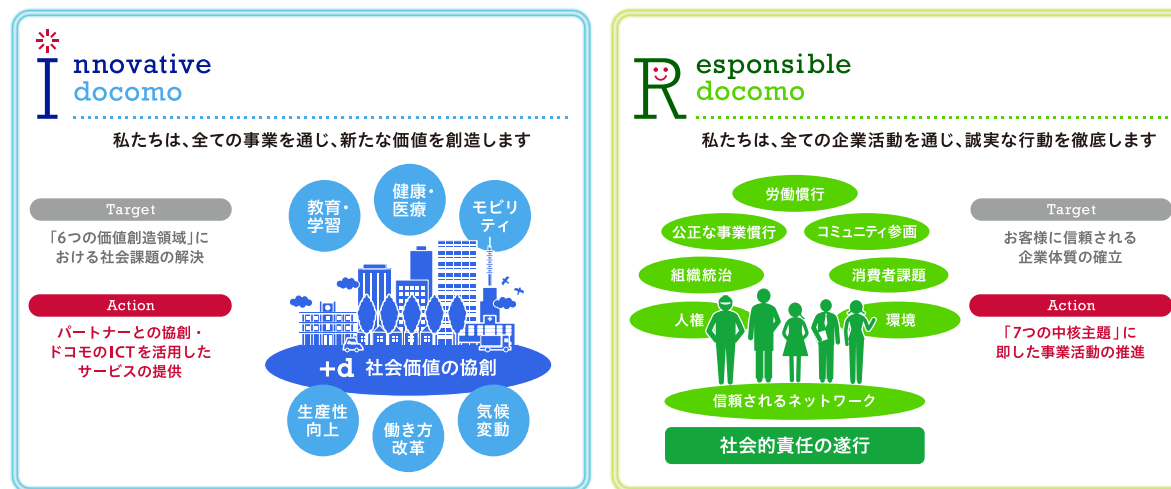 Innovative
docomo
私たちは、全ての事業を通じ、新たな価値を創造します
Target
「6つの価値創造領域」に
おける社会課題の解決
Action
パートナーとの協創・
ドコモのICTを活用した
サービスの提供
教育・
学習
健康・
医療
モビリ
ティ
+d 社会価値の協創
生産性
向上
働き方
改革
気候
変動
Responsible
docomo
私たちは、全ての企業活動を通じ、誠実な行動を徹底します
労働慣行
公正な事業慣行
コミュニティ参画
組織統治
消費者課題
人権
環境
信頼されるネットワーク
社会的責任の遂行
Target
お客様に信頼される
企業体質の確立
Action
「7つの中核主題」に
即した事業活動の推進